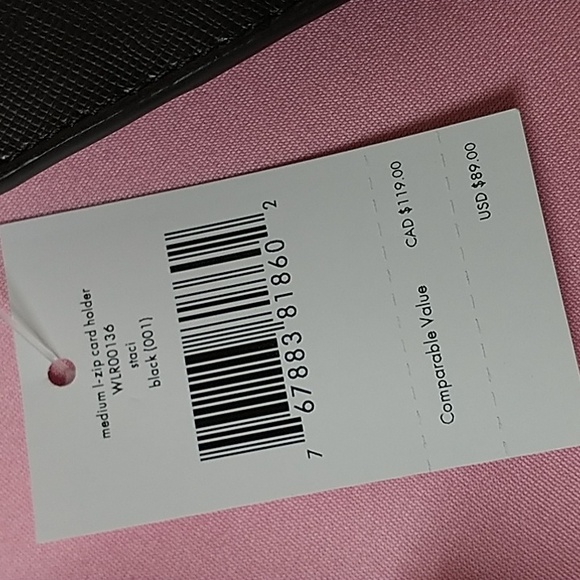 medium l-zip card holder
WLR00136
staci
black (001)
7 67883 81860 2
Comparable Value CAD $119.00
USD $89.00